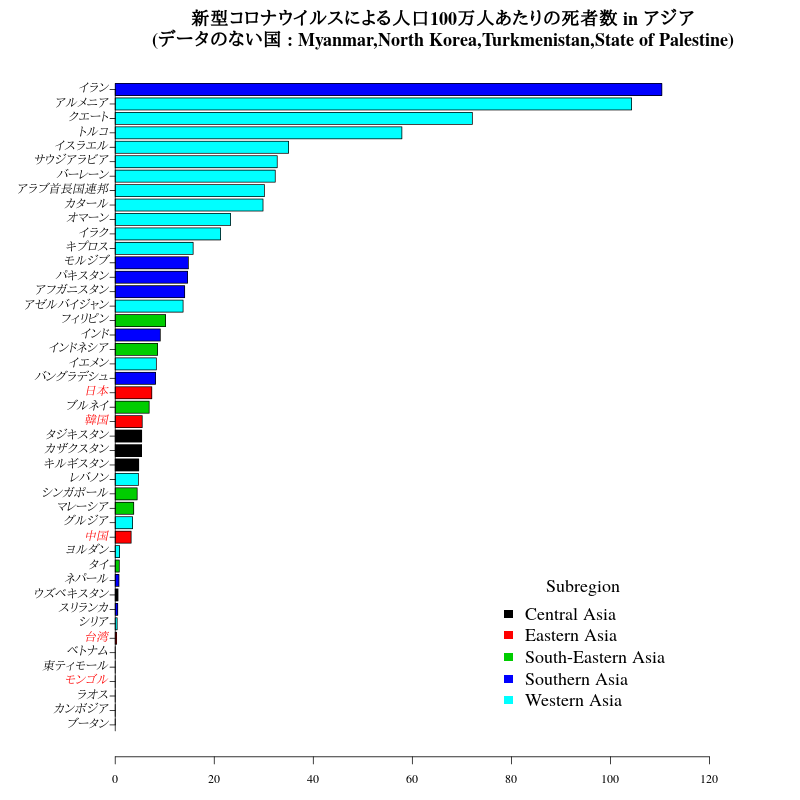 新型コロナウイルスによる人口100万人あたりの死者数 in アジア
(データのない国 : Myanmar,North Korea,Turkmenistan,State of Palestine)
イラン
アルメニア
クエート
トルコ
イスラエル
サウジアラビア
バーレーン
アラブ首長国連邦
カタール
オマーン
イラク
キプロス
モルジブ
パキスタン
アフガニスタン
アゼルバイジャン
フィリピン
インド
インドネシア
イエメン
バングラデシュ
日本
ブルネイ
韓国
タジキスタン
カザクスタン
キルギスタン
レバノン
シンガポール
マレーシア
グルジア
中国
ヨルダン
タイ
ネパール
ウズベキスタン
スリランカ
シリア
台湾
ベトナム
東ティモール
モンゴル
ラオス
カンボジア
ブータン
Subregion
Central Asia
Eastern Asia
South-Eastern Asia
Southern Asia
Western Asia
0 20 40 60 80 100 120